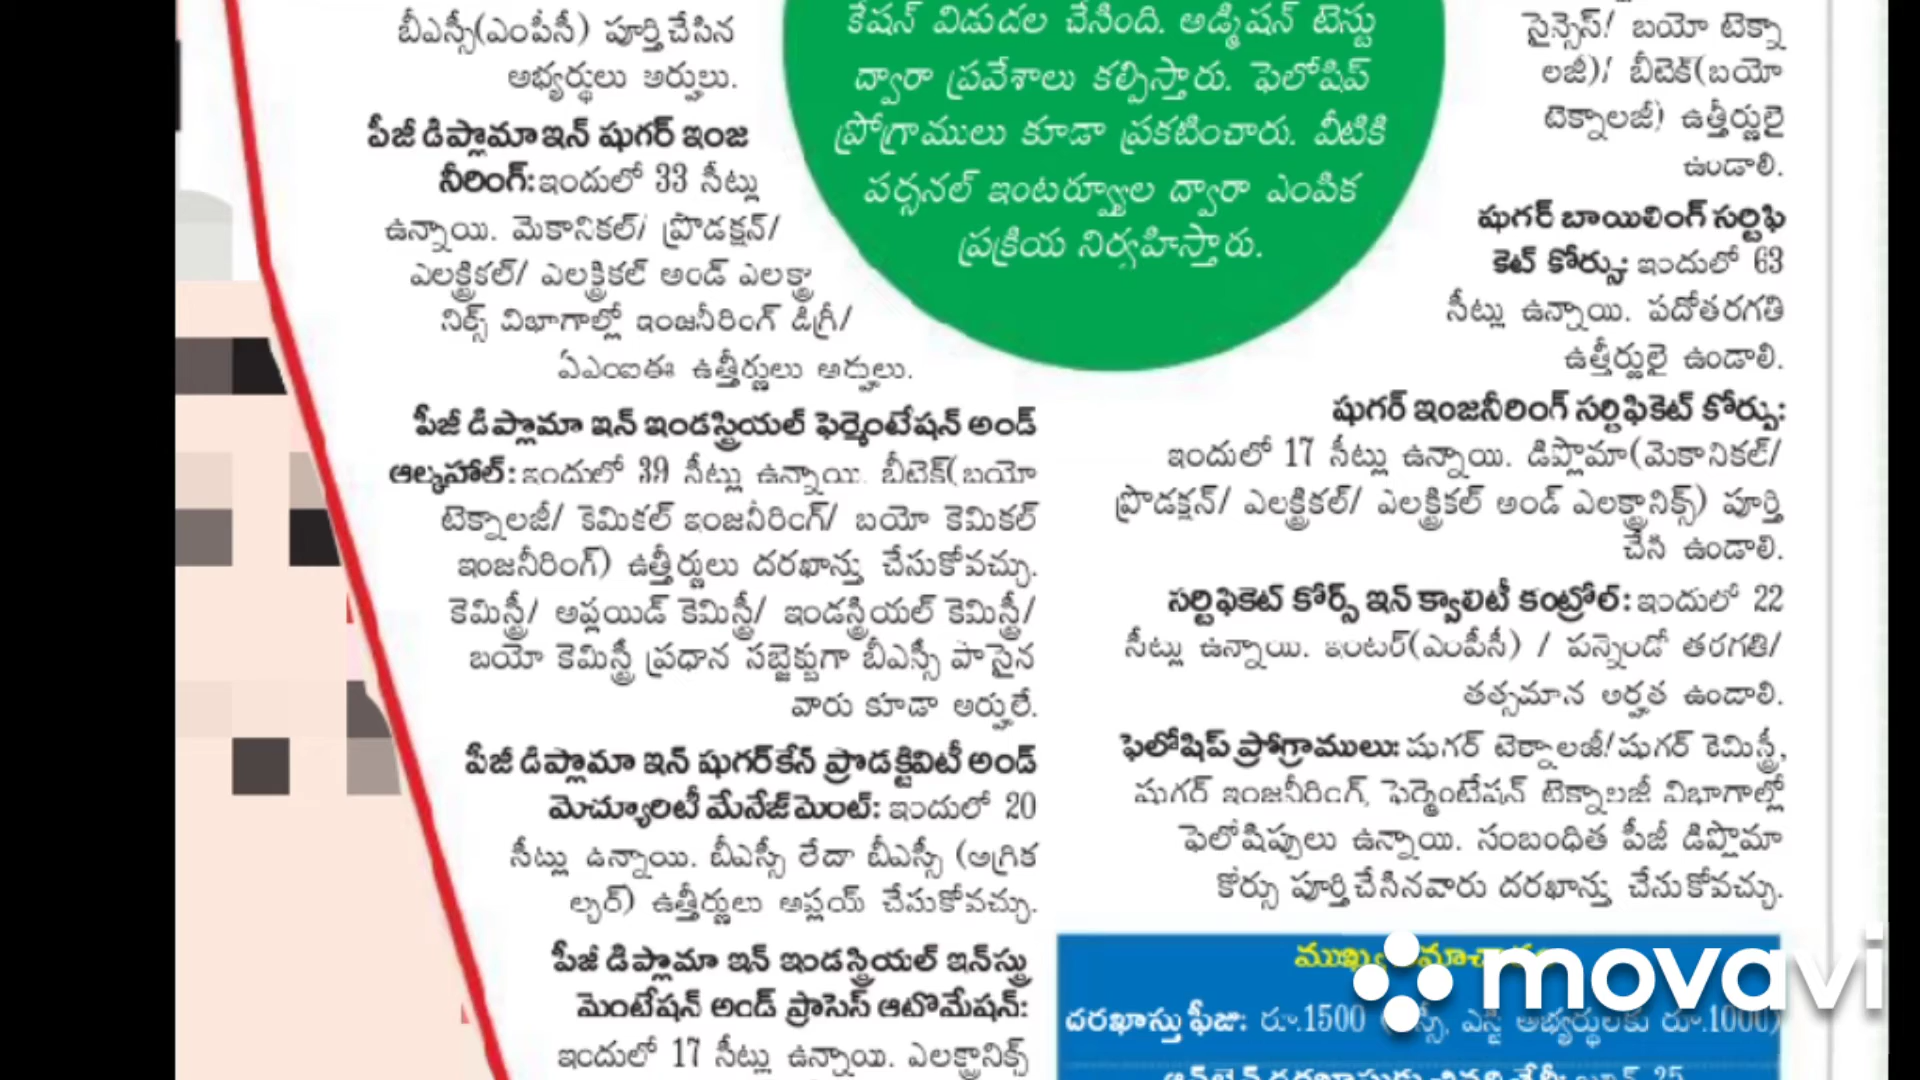 బీఎస్సీ(ఎంపీసీ) పూర్తిచేసిన
అభ్యర్థులు అర్హులు.
పీజీ డిప్లొమా ఇన్ షుగర్ ఇంజ
నీరింగ్: ఇందులో 33 సీట్లు
ఉన్నాయి. మెకానికల్/ ప్రొడక్షన్/
ఎలక్ట్రికల్/ ఎలక్ట్రికల్ అండ్ ఎలక్ట్రా
నిక్స్ విభాగాల్లో ఇంజనీరింగ్ డిగ్రీ/
ఏఎంఐఈ ఉత్తీర్ణులు అర్హులు.
పీజీ డిప్లొమా ఇన్ ఇండస్ట్రియల్ ఫెర్మెంటేషన్ అండ్
ఆల్కహాల్: ఇందులో 39 సీట్లు ఉన్నాయి. బీటెక్(బయో
టెక్నాలజీ/ కెమికల్ ఇంజనీరింగ్/ బయో కెమికల్
ఇంజనీరింగ్) ఉత్తీర్ణులు దరఖాస్తు చేసుకోవచ్చు.
కెమిస్ట్రీ/ అప్లయిడ్ కెమిస్ట్రీ/ ఇండస్ట్రియల్ కెమిస్ట్రీ/
బయో కెమిస్ట్రీ ప్రధాన సబ్జెక్టుగా బీఎస్సీ పాసైన
వారు కూడా అర్హులే.
పీజీ డిప్లొమా ఇన్ షుగర్‌కేన్ ప్రొడక్టివిటీ అండ్
మెచ్యూరిటీ మేనేజ్‌మెంట్: ఇందులో 20
సీట్లు ఉన్నాయి. బీఎస్సీ లేదా బీఎస్సీ (అగ్రిక
ల్చర్) ఉత్తీర్ణులు అప్లయ్ చేసుకోవచ్చు.
పీజీ డిప్లొమా ఇన్ ఇండస్ట్రియల్ ఇన్‌స్ట్రు
మెంటేషన్ అండ్ ప్రాసెస్ ఆటోమేషన్:
ఇందులో 17 సీట్లు ఉన్నాయి. ఎలక్ట్రానిక్స్
కేషన్ విడుదల చేసింది. అడ్మిషన్ టెస్టు
ద్వారా ప్రవేశాలు కల్పిస్తారు. ఫెలోషిప్
ప్రోగ్రాములు కూడా ప్రకటించారు. వీటికి
పర్సనల్ ఇంటర్వ్యూల ద్వారా ఎంపిక
ప్రక్రియ నిర్వహిస్తారు.
సైన్సెస్/ బయో టెక్నా
లజీ)/ బీటెక్(బయో
టెక్నాలజీ) ఉత్తీర్ణులై
ఉండాలి.
షుగర్ బాయిలింగ్ సర్టిఫి
కెట్ కోర్సు: ఇందులో 63
సీట్లు ఉన్నాయి. పదోతరగతి
ఉత్తీర్ణులై ఉండాలి.
షుగర్ ఇంజనీరింగ్ సర్టిఫికెట్ కోర్సు:
ఇందులో 17 సీట్లు ఉన్నాయి. డిప్లొమా(మెకానికల్/
ప్రొడక్షన్/ ఎలక్ట్రికల్/ ఎలక్ట్రికల్ అండ్ ఎలక్ట్రానిక్స్) పూర్తి
చేసి ఉండాలి.
సర్టిఫికెట్ కోర్స్ ఇన్ క్వాలిటీ కంట్రోల్: ఇందులో 22
సీట్లు ఉన్నాయి. ఇంటర్(ఎంపీసీ) / పన్నెండో తరగతి/
తత్సమాన అర్హత ఉండాలి.
ఫెలోషిప్ ప్రోగ్రాములు: షుగర్ టెక్నాలజీ/షుగర్ కెమిస్ట్రీ,
షుగర్ ఇంజనీరింగ్, ఫెర్మెంటేషన్ టెక్నాలజీ విభాగాల్లో
ఫెలోషిప్పులు ఉన్నాయి. సంబంధిత పీజీ డిప్లొమా
కోర్సు పూర్తిచేసినవారు దరఖాస్తు చేసుకోవచ్చు.
దరఖాస్తు ఫీజు: రూ.1500 ఎస్టీ అభ్యర్థులకు రూ.1000)
movavi